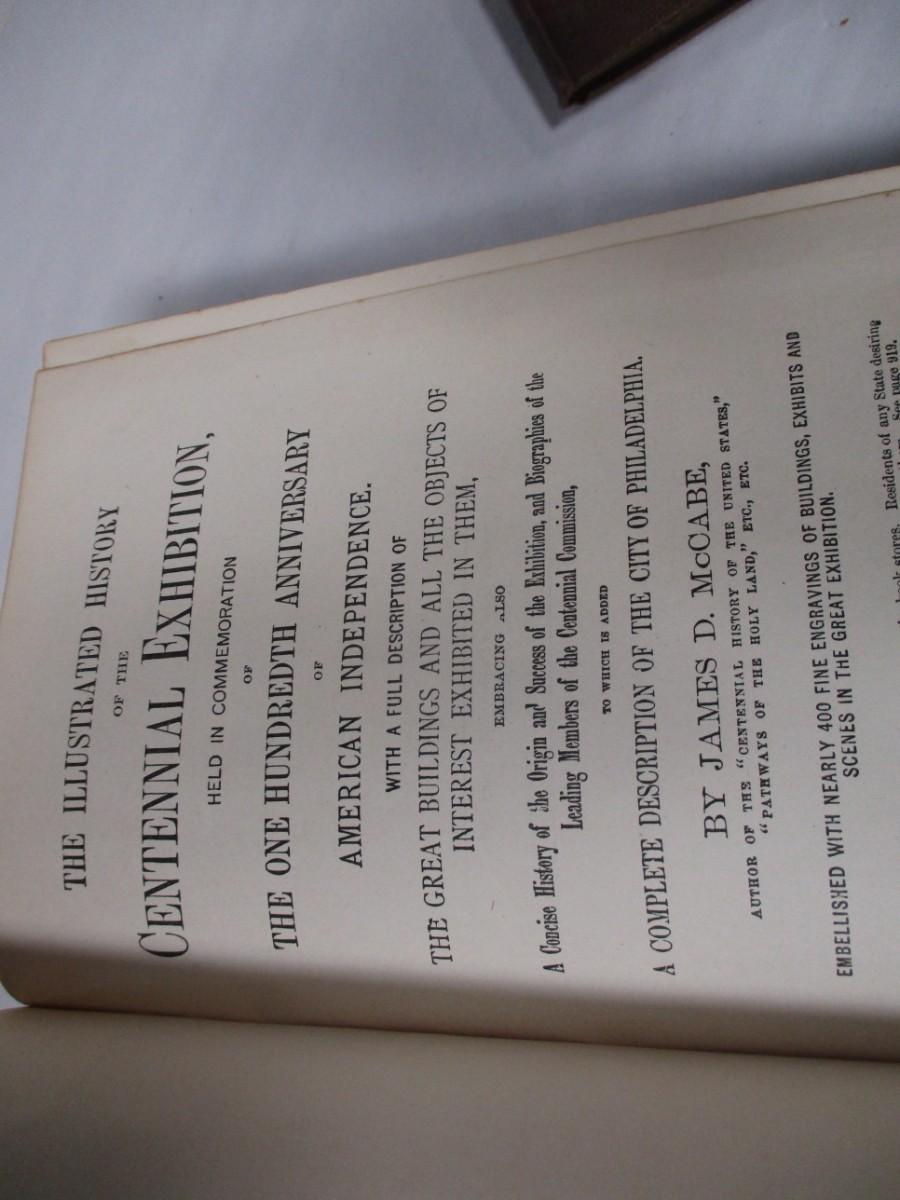 THE ILLUSTRATED HISTORY
OF THE
CENTENNIAL EXHIBITION,
HELD IN COMMEMORATION
OF
THE ONE HUNDREDTH ANNIVERSARY
OF
AMERICAN INDEPENDENCE.
WITH A FULL DESCRIPTION OF
THE GREAT BUILDINGS AND ALL THE OBJECTS OF
INTEREST EXHIBITED IN THEM,
EMBRACING ALSO
A Concise History of the Origin and Success of the Exhibition, and Biographies of the
Leading Members of the Centennial Commission,
TO WHICH IS ADDED
A COMPLETE DESCRIPTION OF THE CITY OF PHILADELPHIA.
BY JAMES D. McCABE,
AUTHOR OF THE "CENTENNIAL HISTORY OF THE UNITED STATES,"
"PATHWAYS OF THE HOLY LAND," ETC., ETC.
EMBELLISHED WITH NEARLY 400 FINE ENGRAVINGS OF BUILDINGS, EXHIBITS AND
SCENES IN THE GREAT EXHIBITION.
stores. Residents of any State desiring
See page 919.